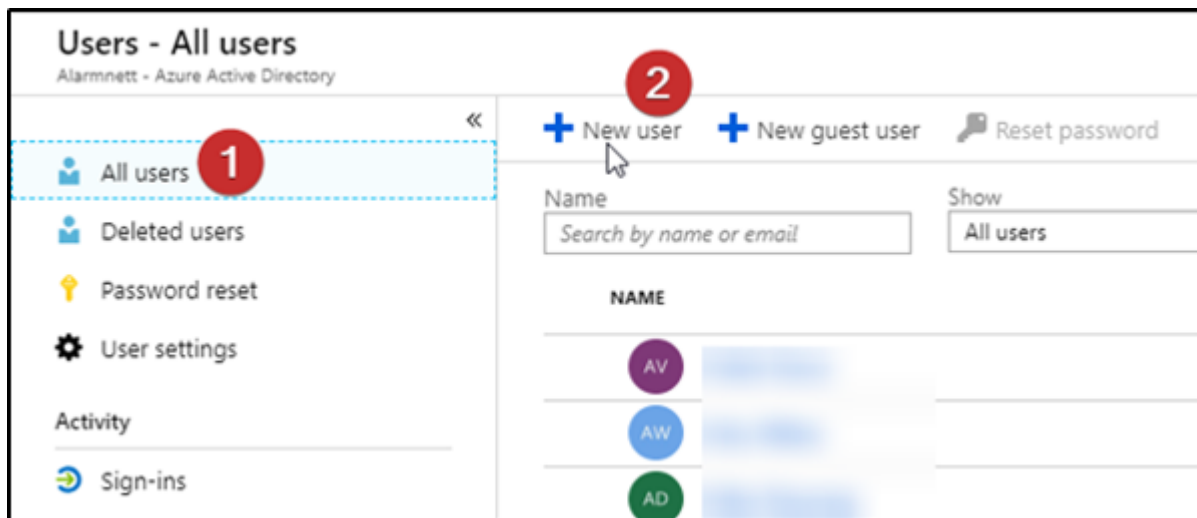 Users - All users
Alarmnett - Azure Active Directory
«
1
All users
Deleted users
Password reset
User settings
Activity
Sign-ins
2
New user
New guest user
Reset password
Name
Show
Search by name or email
All users
NAME
AV
AW
AD